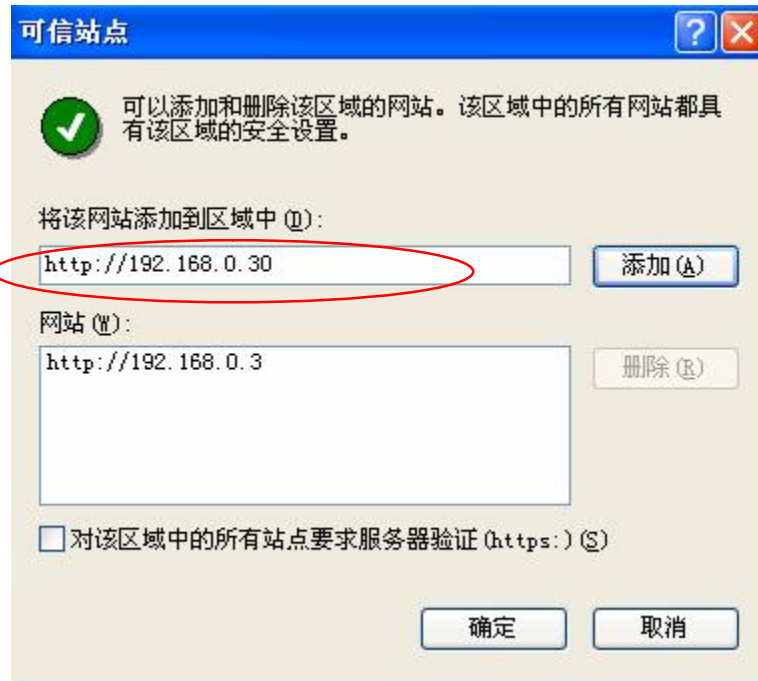 可信站点
可以添加和删除该区域的网站。该区域中的所有网站都具
有该区域的安全设置。
将该网站添加到区域中(D):
http://192.168.0.30
添加(A)
网站(W):
http://192.168.0.3
删除(R)
对该区域中的所有站点要求服务器验证(https:)(S)
确定
取消